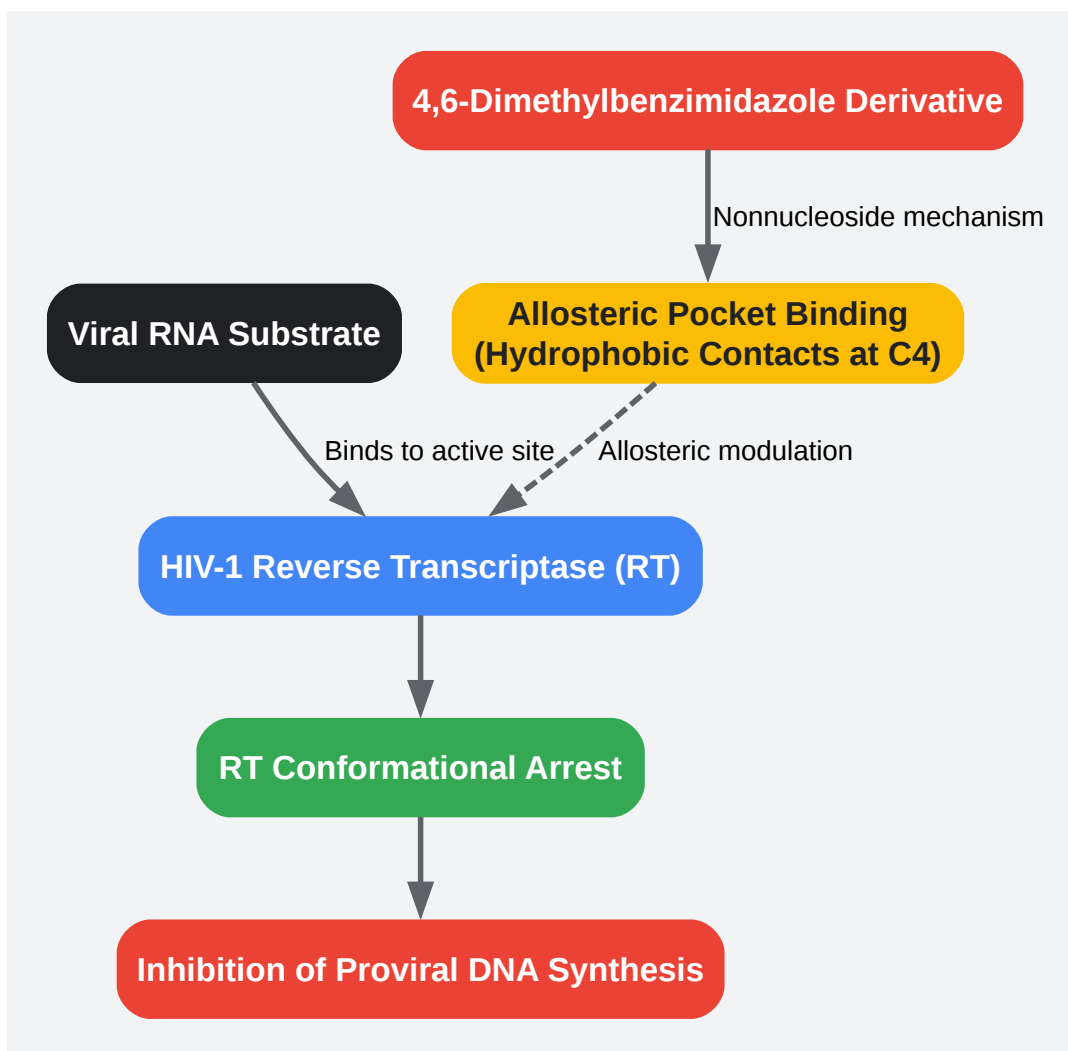 4,6-Dimethylbenzimidazole Derivative
Nonnucleoside mechanism
Viral RNA Substrate
Allosteric Pocket Binding
(Hydrophobic Contacts at C4)
Binds to active site
Allosteric modulation
HIV-1 Reverse Transcriptase (RT)
RT Conformational Arrest
Inhibition of Proviral DNA Synthesis